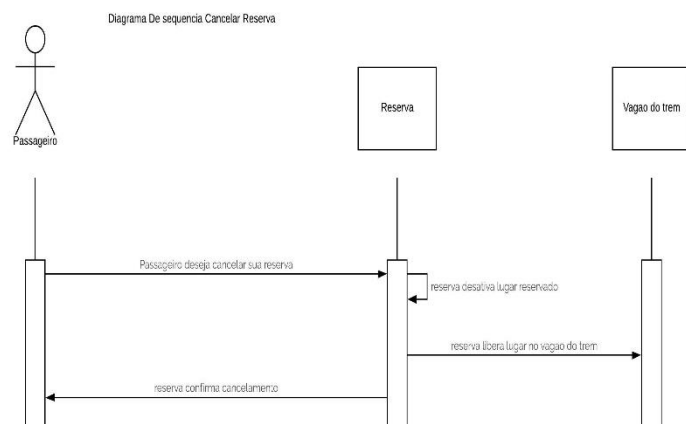 Diagrama De sequencia Cancelar Reserva
Reserva
Vagao do trem
Passageiro
Passageiro deseja cancelar sua reserva
reserva desativa lugar reservado
reserva libera lugar no vagao do trem
reserva confirma cancelamento